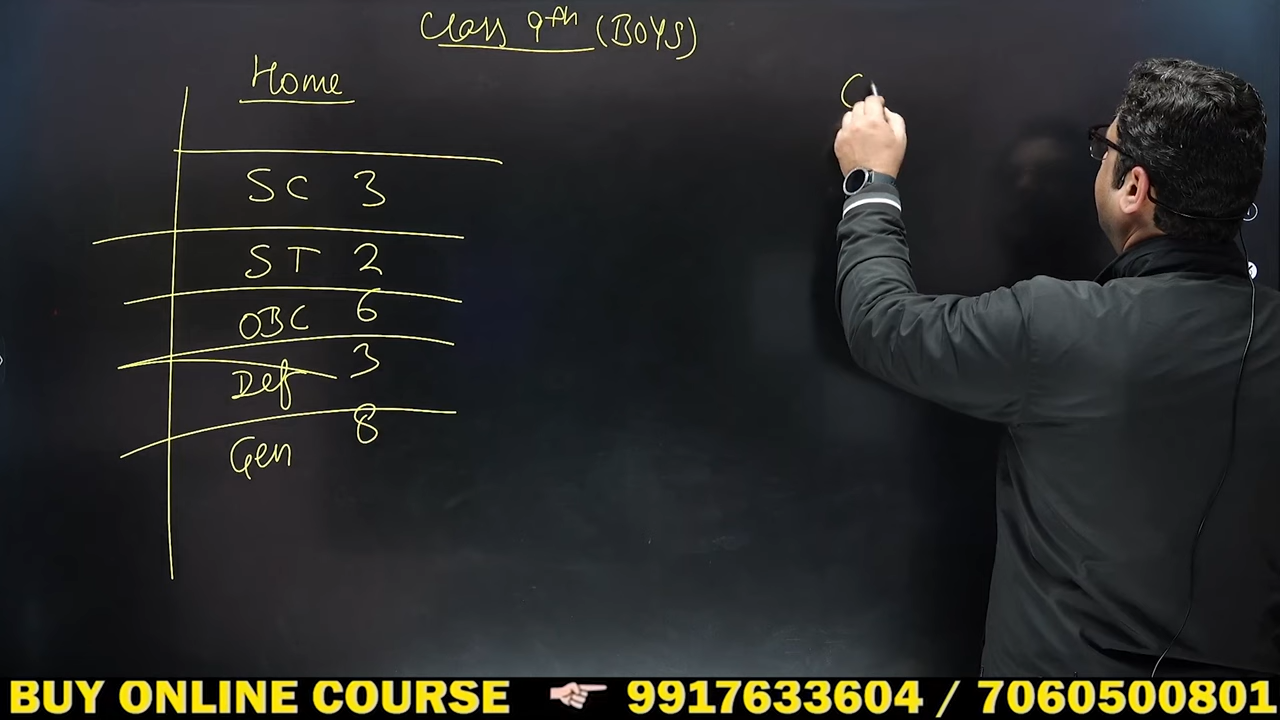 Class 9th (BOYS)
Home
SC 3
ST 2
OBC 6
Def 3
Gen 8
C
BUY ONLINE COURSE 9917633604 / 7060500801